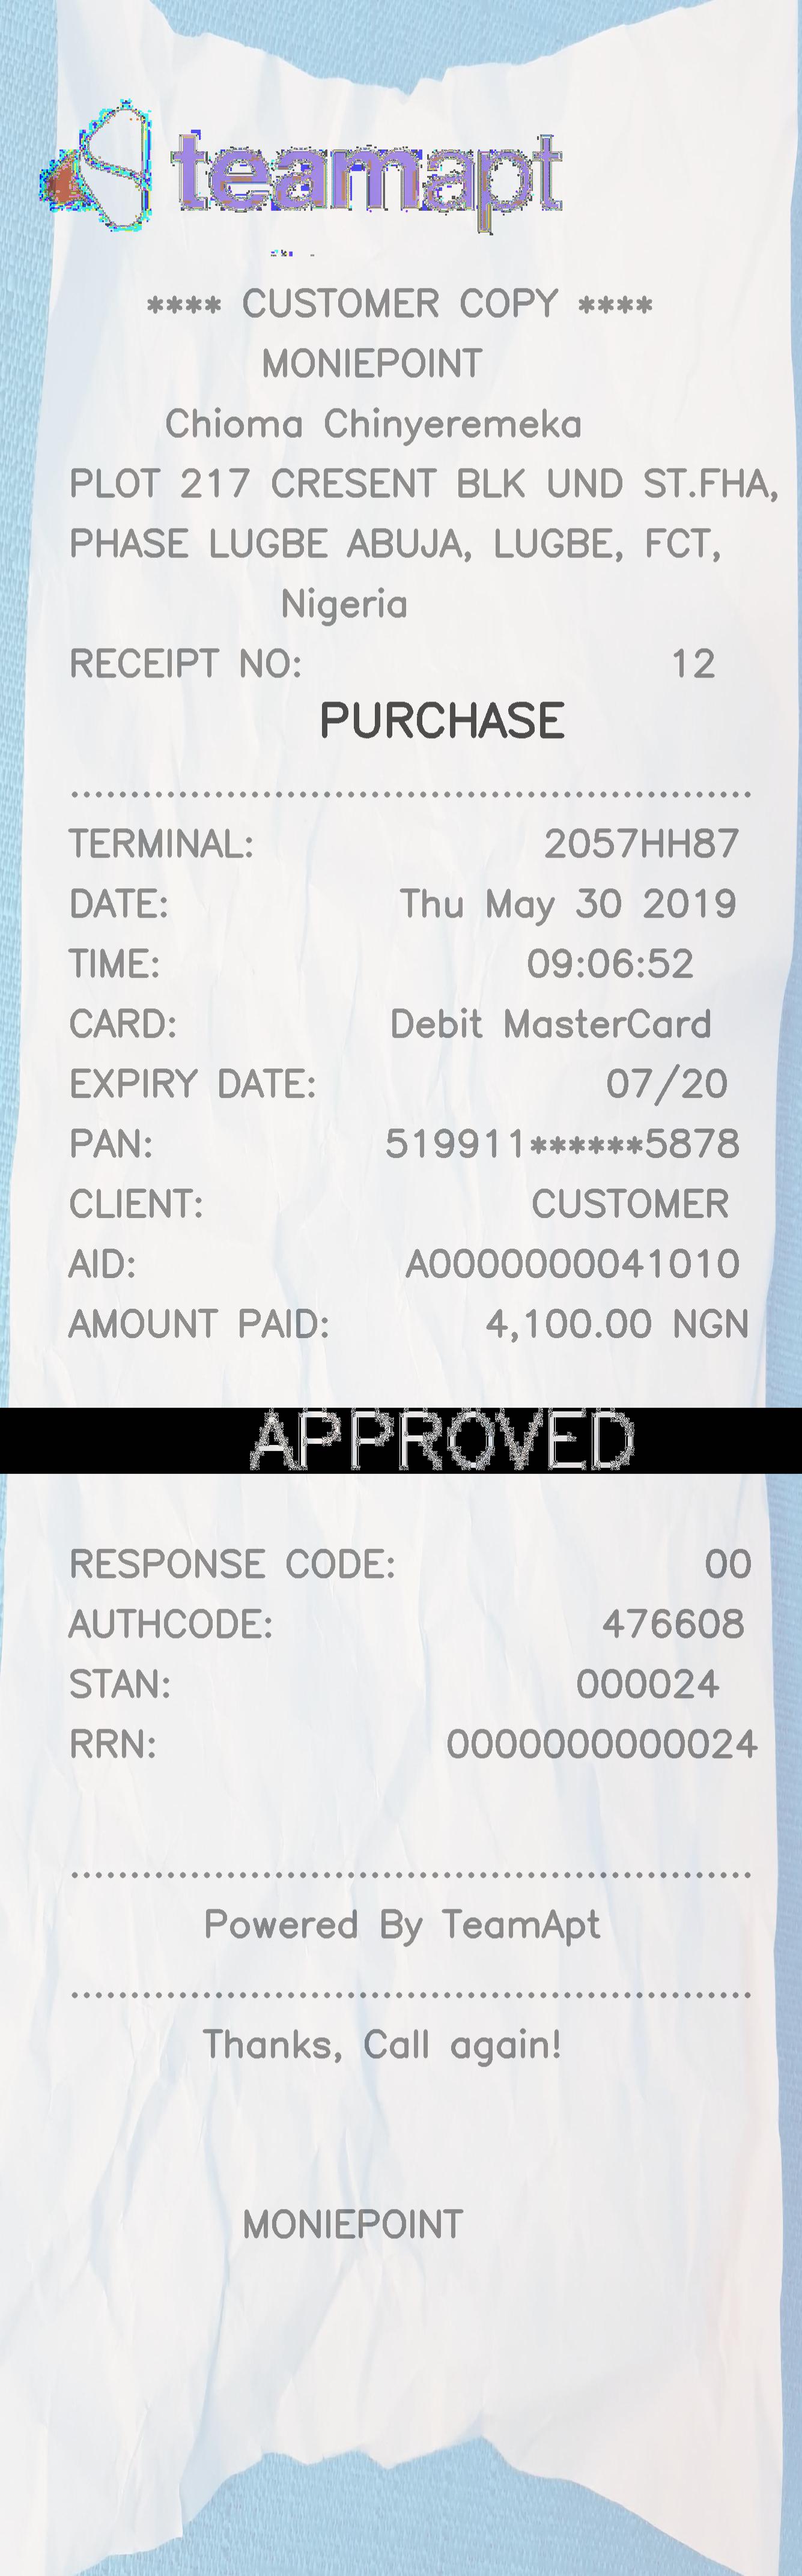 teamapt
**** CUSTOMER COPY ****
MONIEPOINT
Chioma Chinyeremeka
PLOT 217 CRESENT BLK UND ST.FHA,
PHASE LUGBE ABUJA, LUGBE, FCT,
Nigeria
RECEIPT NO: 12
PURCHASE
TERMINAL: 2057HH87
DATE: Thu May 30 2019
TIME: 09:06:52
CARD: Debit MasterCard
EXPIRY DATE: 07/20
PAN: 519911******5878
CLIENT: CUSTOMER
AID: A0000000041010
AMOUNT PAID: 4,100.00 NGN
APPROVED
RESPONSE CODE: 00
AUTHCODE: 476608
STAN: 000024
RRN: 0000000000024
Powered By TeamApt
Thanks, Call again!
MONIEPOINT